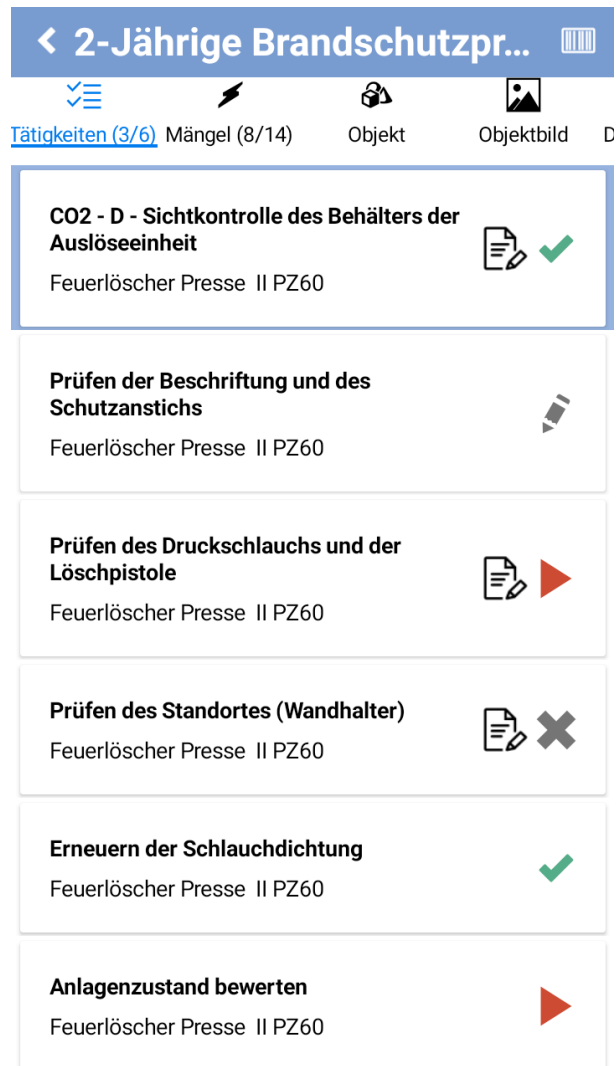 2-Jährige Brandschutzpr...
Tätigkeiten (3/6) Mängel (8/14) Objekt Objektbild D
CO2 - D - Sichtkontrolle des Behälters der
Auslöseeinheit
Feuerlöscher Presse II PZ60
Prüfen der Beschriftung und des
Schutzanstichs
Feuerlöscher Presse II PZ60
Prüfen des Druckschlauchs und der
Löschpistole
Feuerlöscher Presse II PZ60
Prüfen des Standortes (Wandhalter)
Feuerlöscher Presse II PZ60
Erneuern der Schlauchdichtung
Feuerlöscher Presse II PZ60
Anlagenzustand bewerten
Feuerlöscher Presse II PZ60